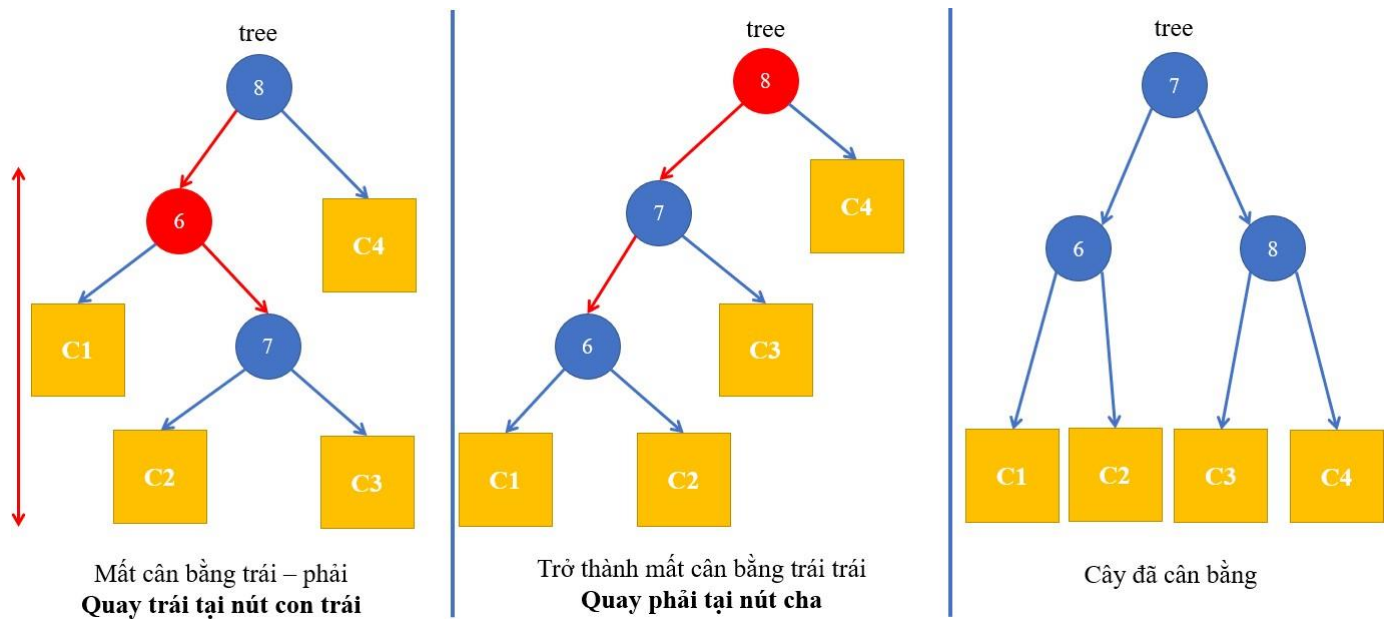 tree
8
6
C4
C1
7
C2
C3
Mất cân bằng trái – phải
Quay trái tại nút con trái
tree
8
7
C4
6
C3
C1
C2
Trở thành mất cân bằng trái trái
Quay phải tại nút cha
tree
7
6
8
C1
C2
C3
C4
Cây đã cân bằng